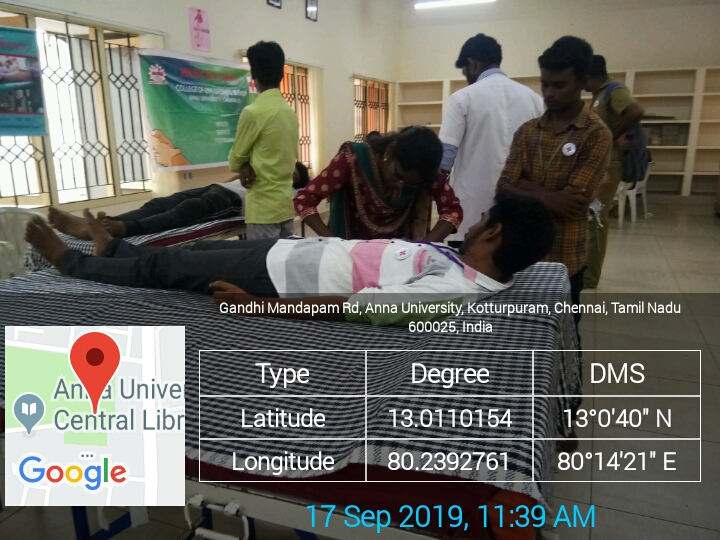 COLLEGE OF
Gandhi Mandapam Rd, Anna University, Kotturpuram, Chennai, Tamil Nadu
600025, India
Type Degree DMS
Latitude 13.0110154 13°0'40" N
Longitude 80.2392761 80°14'21" E
Anna Univer
Central Libr
Google
17 Sep 2019, 11:39 AM